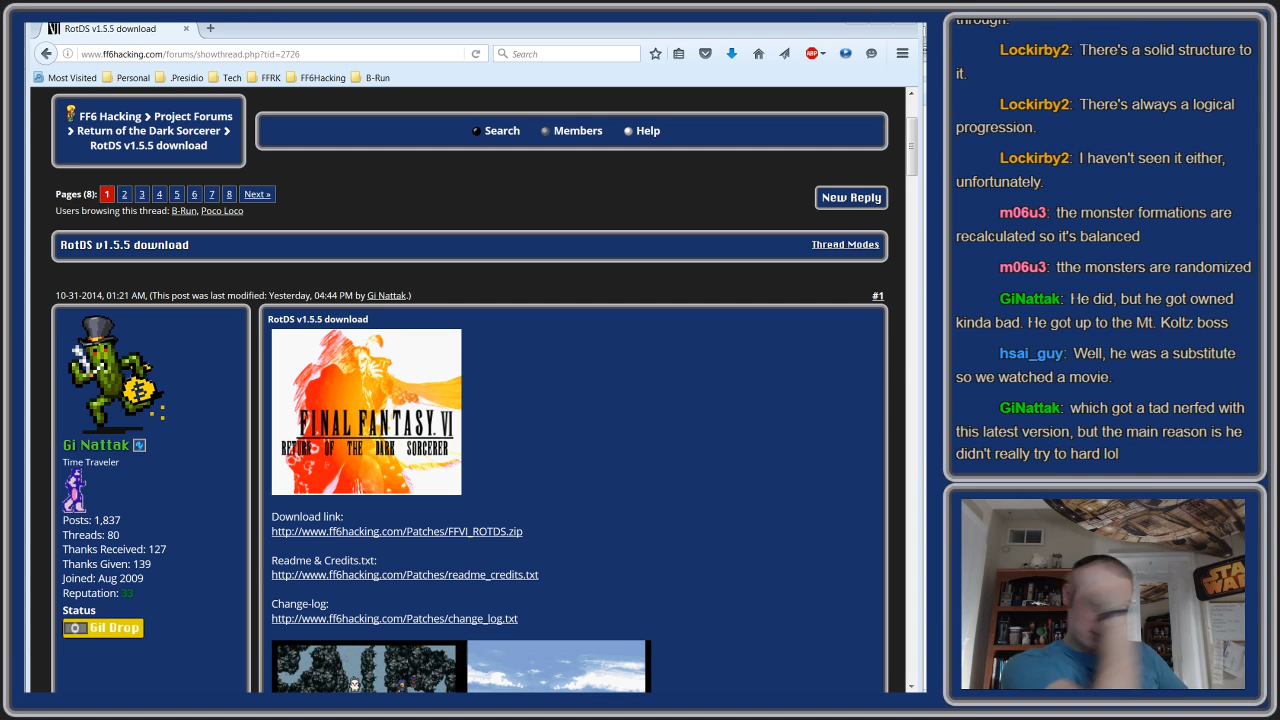 RotDS v1.5.5 download
www.ff6hacking.com/forums/showthread.php?tid=2726
Search
ABP
Most Visited Personal .Presidio Tech FFRK FF6Hacking B-Run
FF6 Hacking Project Forums
Return of the Dark Sorcerer
RotDS v1.5.5 download
Search Members Help
Pages (8): 1 2 3 4 5 6 7 8 Next »
Users browsing this thread: B-Run, Poco Loco
New Reply
RotDS v1.5.5 download
Thread Modes
10-31-2014, 01:21 AM, (This post was last modified: Yesterday, 04:44 PM by Gi Nattak.)
#1
Gi Nattak
Time Traveler
Posts: 1,837
Threads: 80
Thanks Received: 127
Thanks Given: 139
Joined: Aug 2009
Reputation: 33
Status
Gil Drop
RotDS v1.5.5 download
FINAL FANTASY VI
RETURN OF THE DARK SORCERER
Download link:
http://www.ff6hacking.com/Patches/FFVI_ROTDS.zip
Readme & Credits.txt:
http://www.ff6hacking.com/Patches/readme_credits.txt
Change-log:
http://www.ff6hacking.com/Patches/change_log.txt
through.
Lockirby2: There's a solid structure to
it.
Lockirby2: There's always a logical
progression.
Lockirby2: I haven't seen it either,
unfortunately.
m06u3: the monster formations are
recalculated so it's balanced
m06u3: tthe monsters are randomized
GiNattak: He did, but he got owned
kinda bad. He got up to the Mt. Koltz boss
hsai_guy: Well, he was a substitute
so we watched a movie.
GiNattak: which got a tad nerfed with
this latest version, but the main reason is he
didn't really try to hard lol
STAR
WAR